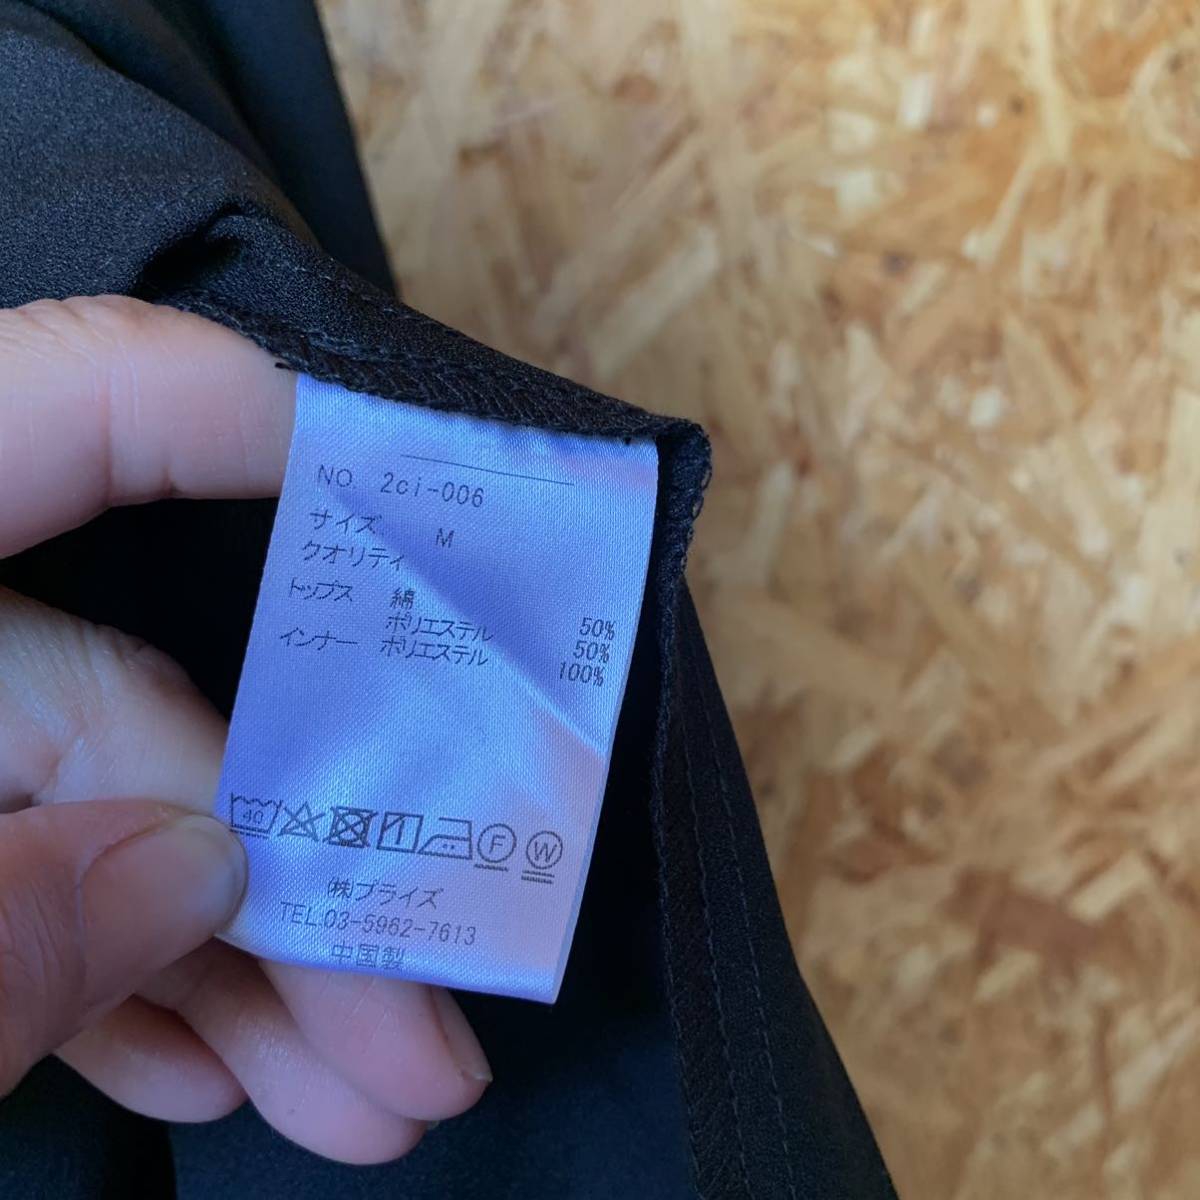 NO 2ci-006
サイズ M
クオリティ
トップス 綿 50%
ポリエステル 50%
インナー ポリエステル 100%
40 F W
㈱プライズ
TEL.03-5962-7613
中国製